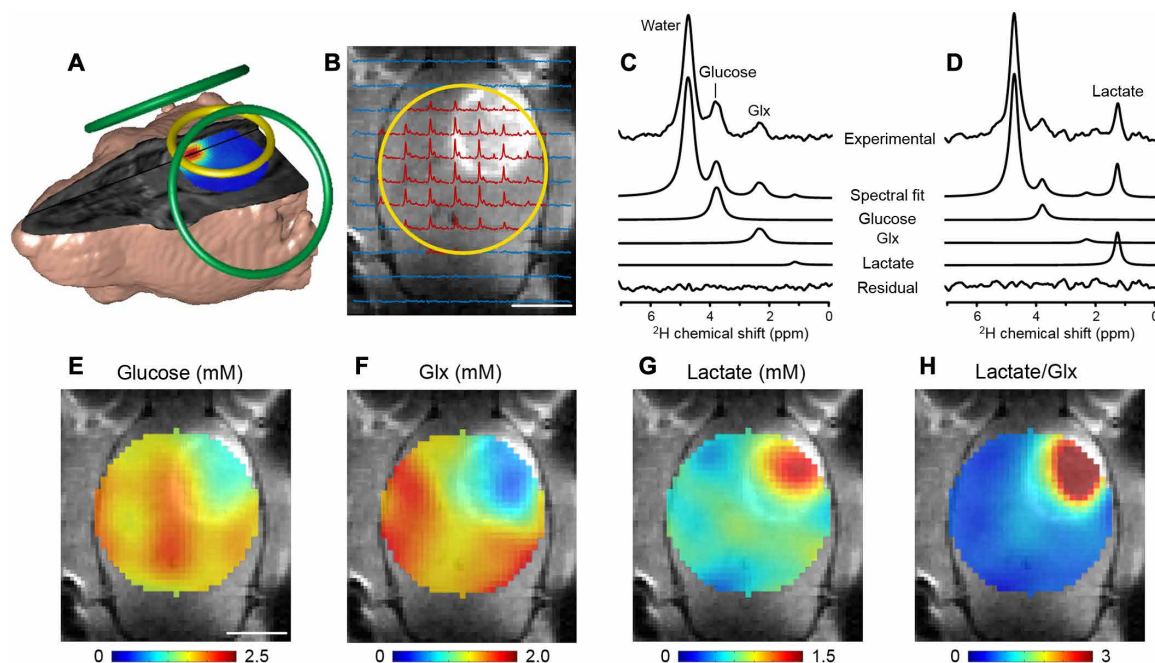 A
B
C
D
Water
Glucose
Glx
Lactate
Experimental
Spectral fit
Glucose
Glx
Lactate
Residual
6 4 2 0
²H chemical shift (ppm)
6 4 2 0
²H chemical shift (ppm)
E
Glucose (mM)
F
Glx (mM)
G
Lactate (mM)
H
Lactate/Glx
0 2.5
0 2.0
0 1.5
0 3